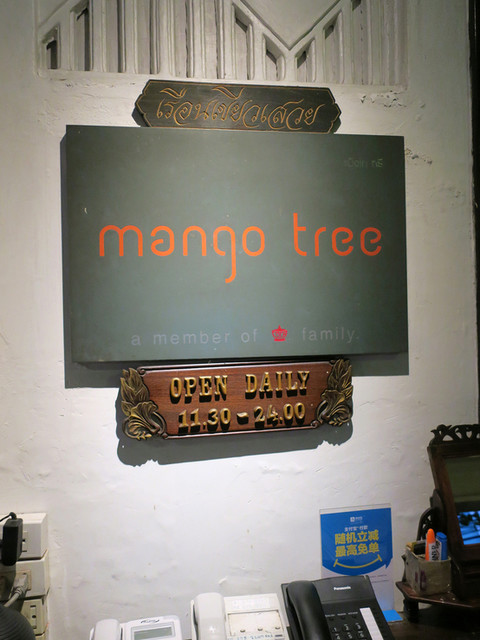 เรือนเขียวเสวย
mango tree
a member of family.
OPEN DAILY
11.30 - 24.00
随机立减
最高免单
Panasonic